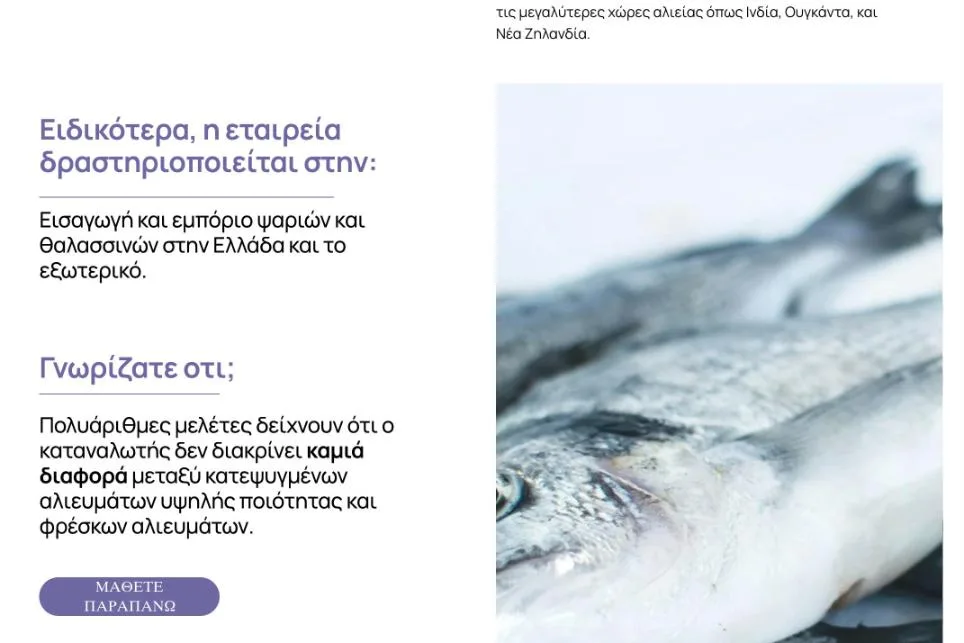 τις μεγαλύτερες χώρες αλιείας όπως Ινδία, Ουγκάντα, και
Νέα Ζηλανδία.
Ειδικότερα, η εταιρεία
δραστηριοποιείται στην:
Εισαγωγή και εμπόριο ψαριών και
θαλασσινών στην Ελλάδα και το
εξωτερικό.
Γνωρίζατε οτι;
Πολυάριθμες μελέτες δείχνουν ότι ο
καταναλωτής δεν διακρίνει καμιά
διαφορά μεταξύ κατεψυγμένων
αλιευμάτων υψηλής ποιότητας και
φρέσκων αλιευμάτων.
ΜΑΘΕΤΕ
ΠΑΡΑΠΑΝΩ